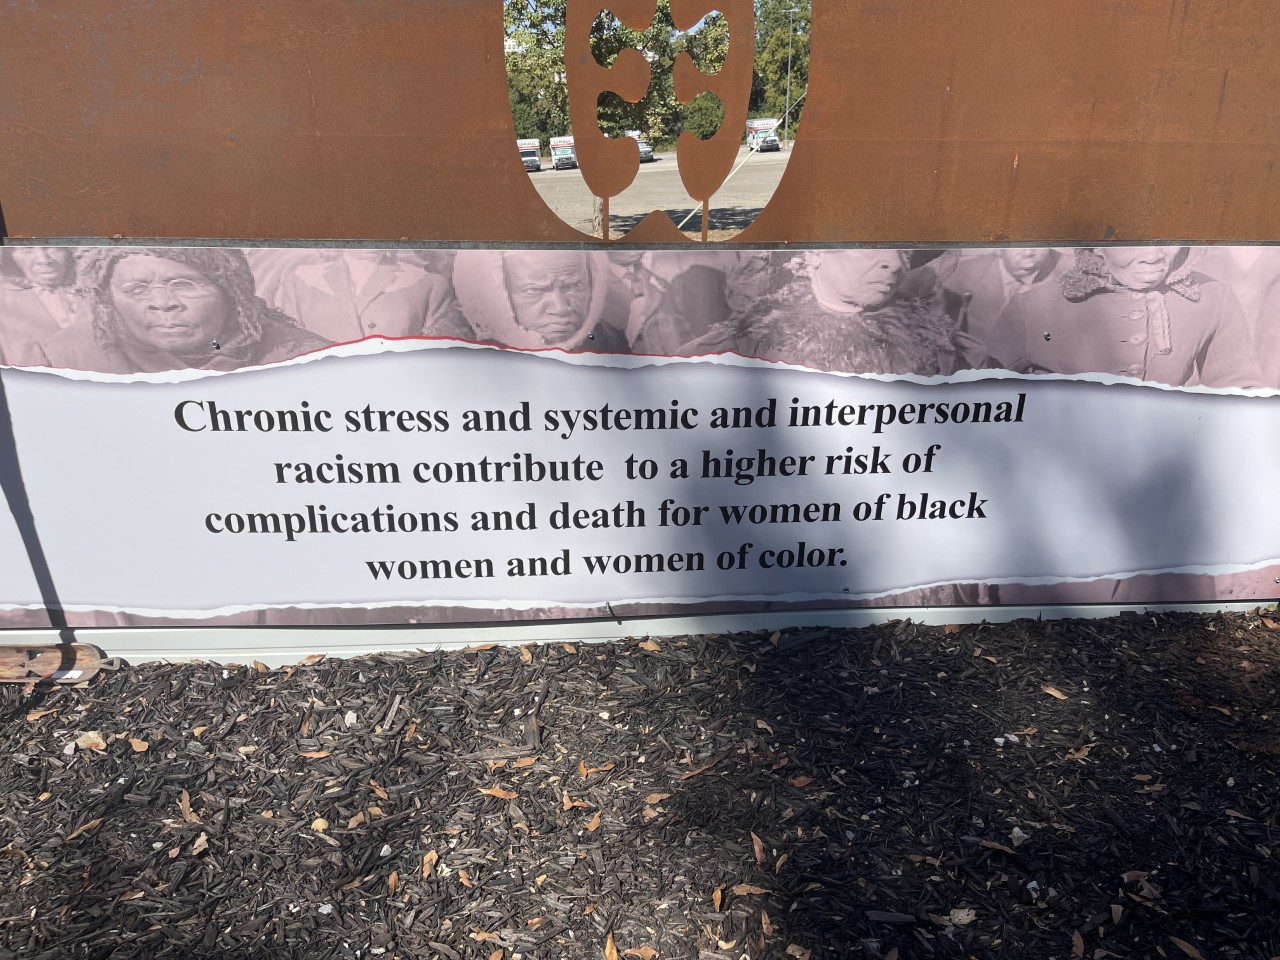 Chronic stress and systemic and interpersonal
racism contribute  to a higher risk of
complications and death for women of black
women and women of color.